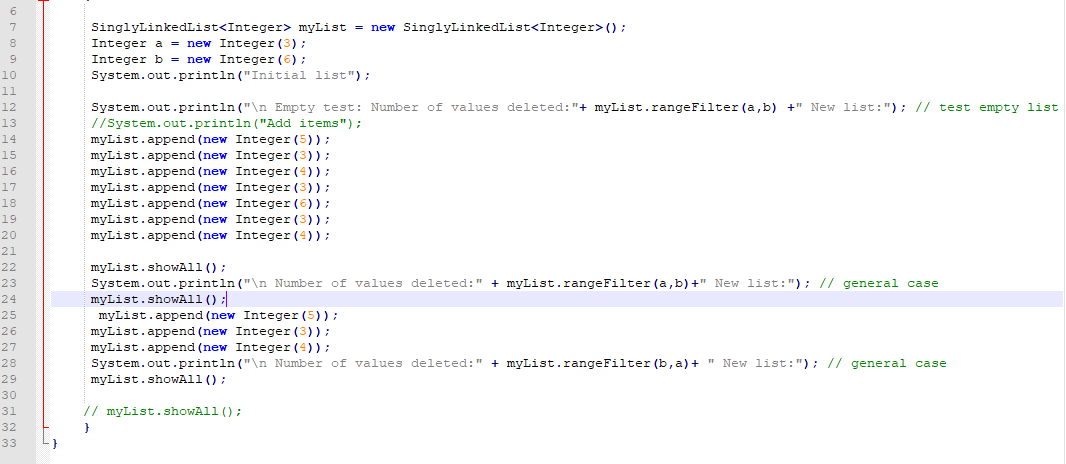 6
7 SinglyLinkedList<Integer> myList = new SinglyLinkedList<Integer>();
8 Integer a = new Integer(3);
9 Integer b = new Integer(6);
10 System.out.println("Initial list");
11
12 System.out.println("\n Empty test: Number of values deleted:"+ myList.rangeFilter(a,b) +" New list:"); // test empty list
13 //System.out.println("Add items");
14 myList.append(new Integer(5));
15 myList.append(new Integer(3));
16 myList.append(new Integer(4));
17 myList.append(new Integer(3));
18 myList.append(new Integer(6));
19 myList.append(new Integer(3));
20 myList.append(new Integer(4));
21
22 myList.showAll();
23 System.out.println("\n Number of values deleted:" + myList.rangeFilter(a,b)+" New list:"); // general case
24 myList.showAll();
25 myList.append(new Integer(5));
26 myList.append(new Integer(3));
27 myList.append(new Integer(4));
28 System.out.println("\n Number of values deleted:" + myList.rangeFilter(b,a)+ " New list:"); // general case
29 myList.showAll();
30
31 // myList.showAll();
32 }
33 }